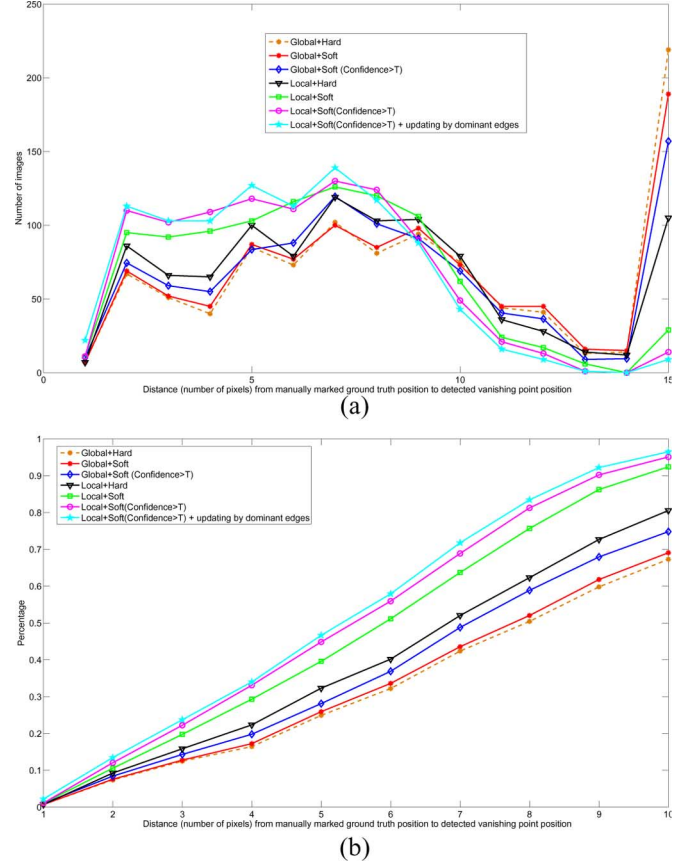 300
250
200
150
100
50
0
Number of images
Global+Hard
Global+Soft
Global+Soft (Confidence>T)
Local+Hard
Local+Soft
Local+Soft(Confidence>T)
Local+Soft(Confidence>T) + updating by dominant edges
0 5 10 15
Distance (number of pixels) from manually marked ground truth position to detected vanishing point position
(a)
1
0.9
0.8
0.7
0.6
0.5
0.4
0.3
0.2
0.1
0
Percentage
Global+Hard
Global+Soft
Global+Soft (Confidence>T)
Local+Hard
Local+Soft
Local+Soft(Confidence>T)
Local+Soft(Confidence>T) + updating by dominant edges
1 2 3 4 5 6 7 8 9 10
Distance (number of pixels) from manually marked ground truth position to detected vanishing point position
(b)